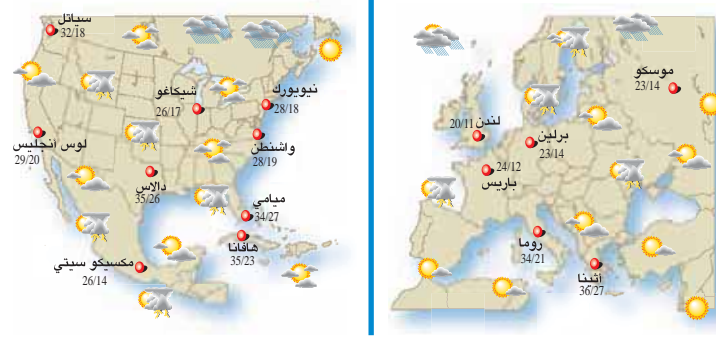 سياتل
32/18
شيكاغو
26/17
نيويورك
28/18
لوس أنجليس
29/20
واشنطن
28/19
دالاس
35/26
ميامي
34/27
هافانا
35/23
مكسيكو سيتي
26/14
موسكو
23/14
لندن 20/11
برلين
23/14
24/12
باريس
روما
34/21
أثينا
36/27